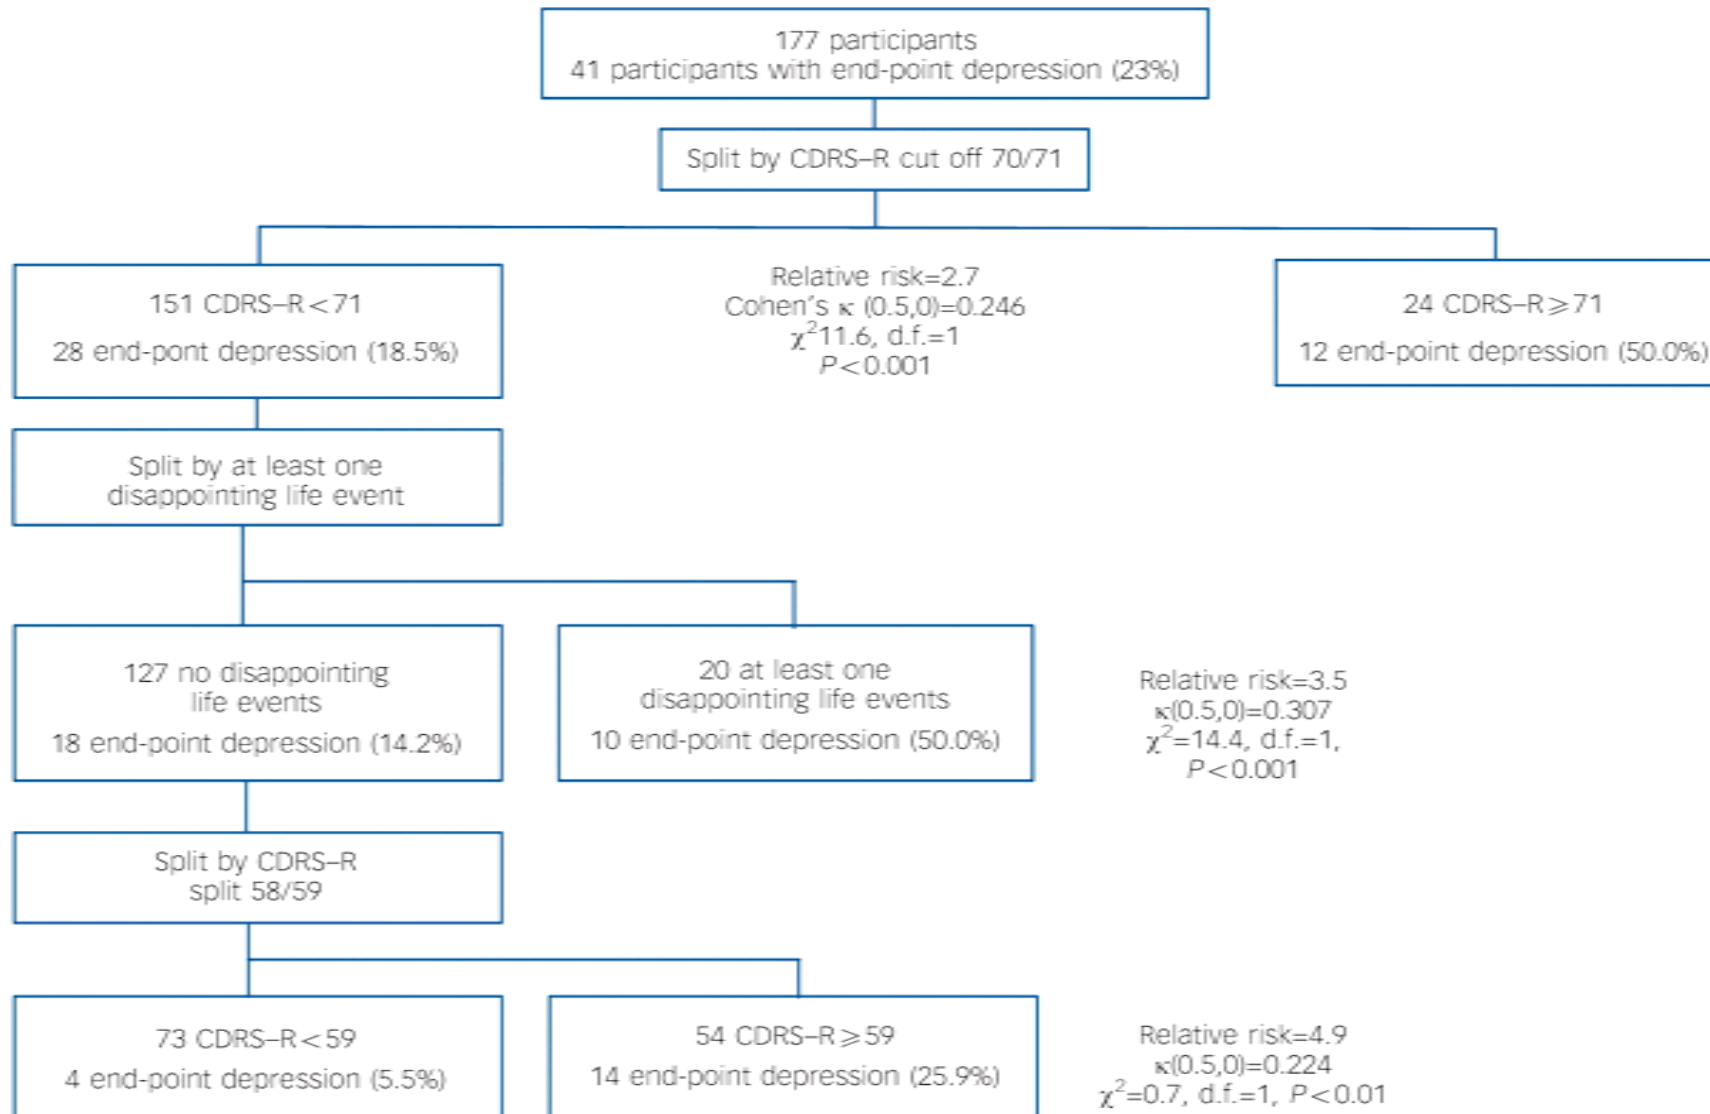 177 participants
41 participants with end-point depression (23%)
Split by CDRS–R cut off 70/71
151 CDRS–R<71
28 end-pont depression (18.5%)
Relative risk=2.7
Cohen's κ (0.5,0)=0.246
χ²11.6, d.f.=1
P<0.001
24 CDRS–R⩾71
12 end-point depression (50.0%)
Split by at least one
disappointing life event
127 no disappointing
life events
18 end-point depression (14.2%)
20 at least one
disappointing life events
10 end-point depression (50.0%)
Relative risk=3.5
κ(0.5,0)=0.307
χ²=14.4, d.f.=1,
P<0.001
Split by CDRS–R
split 58/59
73 CDRS–R<59
4 end-point depression (5.5%)
54 CDRS–R⩾59
14 end-point depression (25.9%)
Relative risk=4.9
κ(0.5,0)=0.224
χ²=0.7, d.f.=1, P<0.01